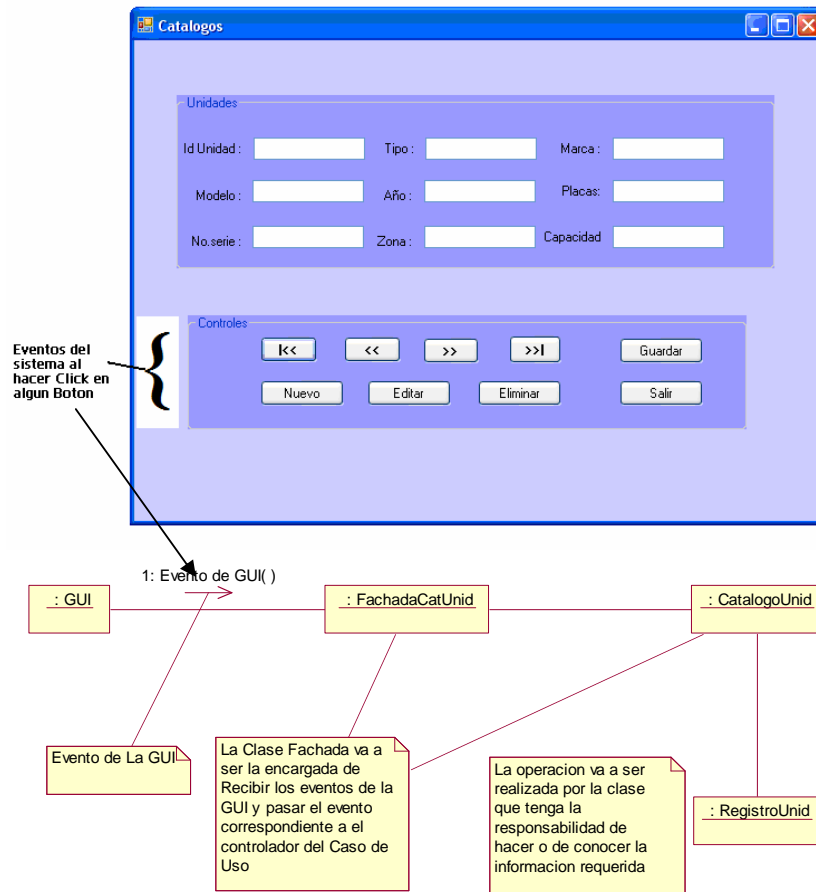 Catalogos
Unidades
Id Unidad :
Tipo :
Marca :
Modelo :
Año :
Placas:
No.serie :
Zona :
Capacidad
Controles
|<<
<<
>>
>>|
Guardar
Nuevo
Editar
Eliminar
Salir
Eventos del
sistema al
hacer Click en
algun Boton
1: Evento de GUI( )
: GUI
: FachadaCatUnid
: CatalogoUnid
Evento de La GUI
La Clase Fachada va a
ser la encargada de
Recibir los eventos de la
GUI y pasar el evento
correspondiente a el
controlador del Caso de
Uso
La operacion va a ser
realizada por la clase
que tenga la
responsabilidad de
hacer o de conocer la
informacion requerida
: RegistroUnid